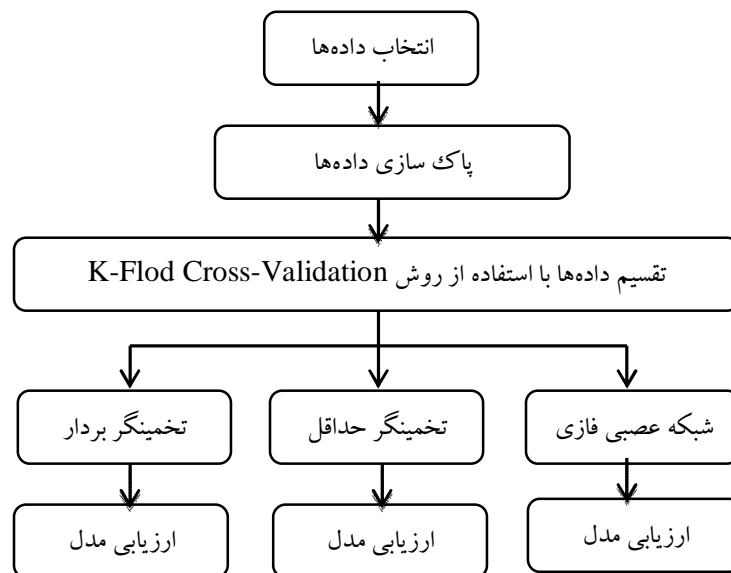 انتخاب داده‌ها
پاک سازی داده‌ها
تقسیم داده‌ها با استفاده از روش K-Flod Cross-Validation
شبکه عصبی فازی
تخمینگر حداقل
تخمینگر بردار
ارزیابی مدل
ارزیابی مدل
ارزیابی مدل